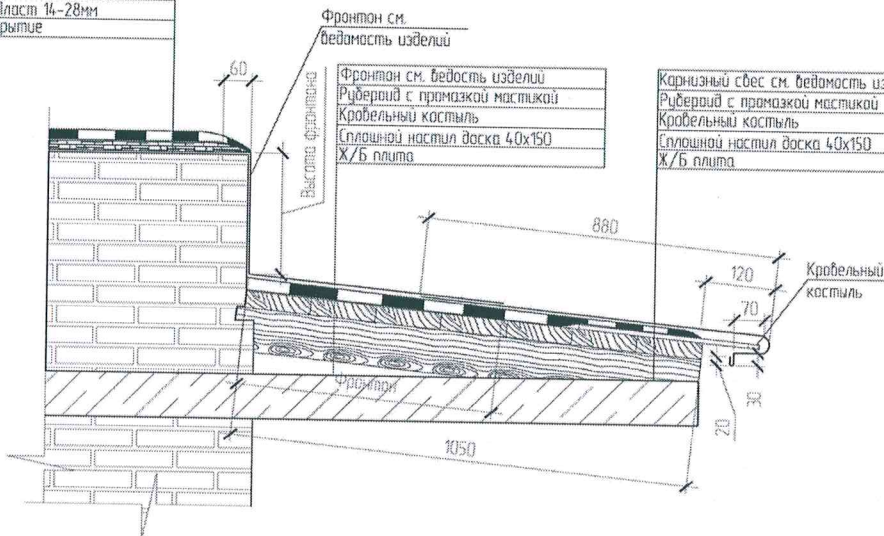 Пласт 14-28мм
рытие
Фронтон см.
ведомость изделий
60
Фронтон см. ведость изделий
Рубероид с промазкой мастикой
Кровельный костыль
Сплошной настил доска 40х150
Ж/Б плита
Карнизный свес см. ведомость из
Рубероид с промазкой мастикой
Кровельный костыль
Сплошной настил доска 40х150
Ж/Б плита
Высота фронтона
880
120
Кровельный
костыль
70
Фронтон
30
20
1050